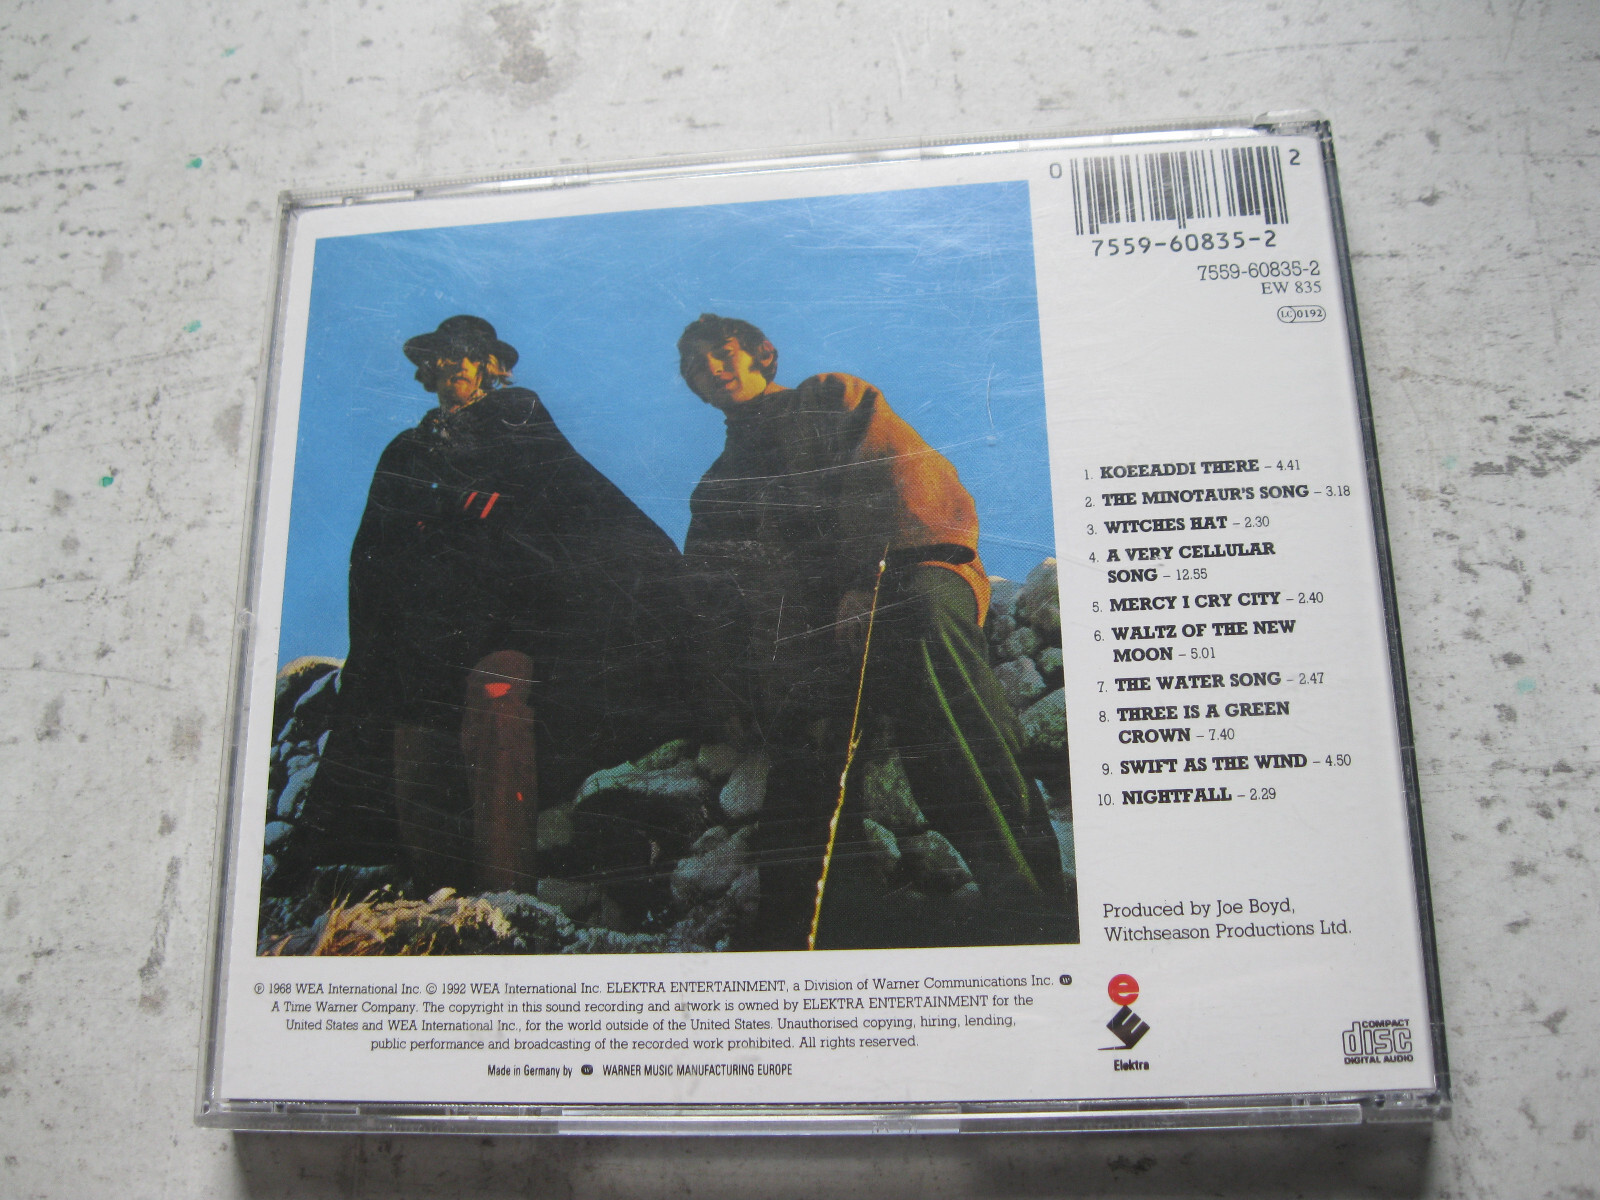 0 2
7559-60835-2
7559-60835-2
EW 835
LC 0192
1. KOEEADDI THERE – 4.41
2. THE MINOTAUR'S SONG – 3.18
3. WITCHES HAT – 2.30
4. A VERY CELLULAR
SONG – 12.55
5. MERCY I CRY CITY – 2.40
6. WALTZ OF THE NEW
MOON – 5.01
7. THE WATER SONG – 2.47
8. THREE IS A GREEN
CROWN – 7.40
9. SWIFT AS THE WIND – 4.50
10. NIGHTFALL – 2.29
Produced by Joe Boyd,
Witchseason Productions Ltd.
℗ 1968 WEA International Inc. © 1992 WEA International Inc. ELEKTRA ENTERTAINMENT, a Division of Warner Communications Inc.
A Time Warner Company. The copyright in this sound recording and artwork is owned by ELEKTRA ENTERTAINMENT for the
United States and WEA International Inc., for the world outside of the United States. Unauthorised copying, hiring, lending,
public performance and broadcasting of the recorded work prohibited. All rights reserved.
Made in Germany by WARNER MUSIC MANUFACTURING EUROPE
e
E
Elektra
COMPACT
disc
DIGITAL AUDIO